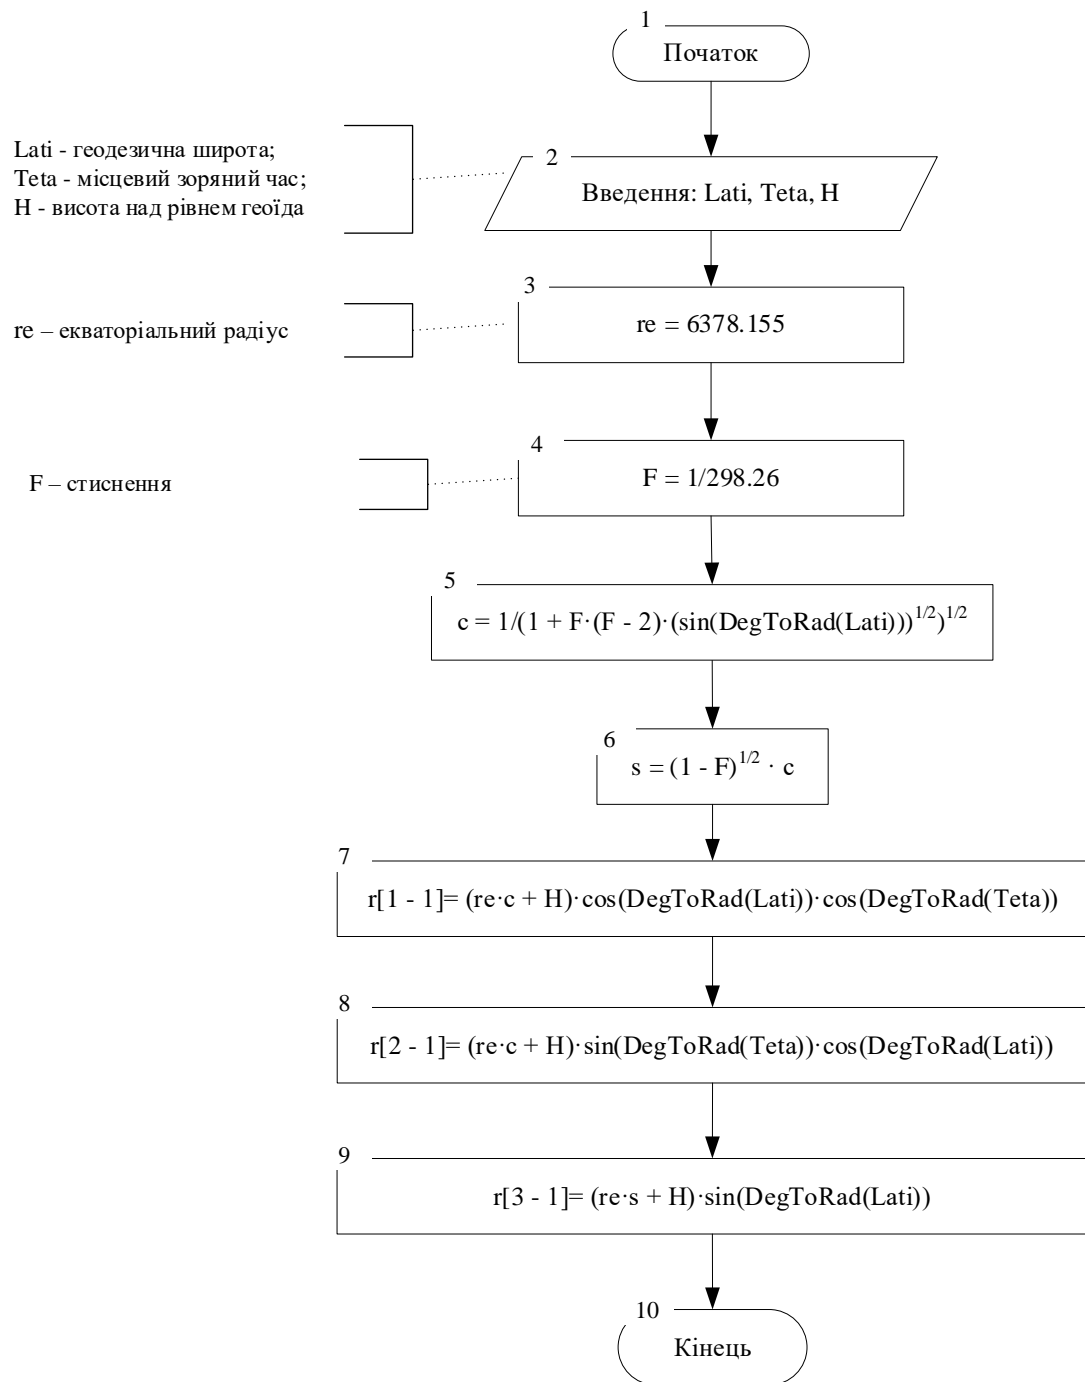 1
Початок
Lati - геодезична широта;
Teta - місцевий зоряний час;
H - висота над рівнем геоїда
2
Введення: Lati, Teta, H
3
re – екваторіальний радіус
re = 6378.155
4
F – стиснення
F = 1/298.26
5
c = 1/(1 + F·(F - 2)·(sin(DegToRad(Lati)))^1/2)^1/2
6
s = (1 - F)^1/2 · c
7
r[1 - 1]= (re·c + H)·cos(DegToRad(Lati))·cos(DegToRad(Teta))
8
r[2 - 1]= (re·c + H)·sin(DegToRad(Teta))·cos(DegToRad(Lati))
9
r[3 - 1]= (re·s + H)·sin(DegToRad(Lati))
10
Кінець